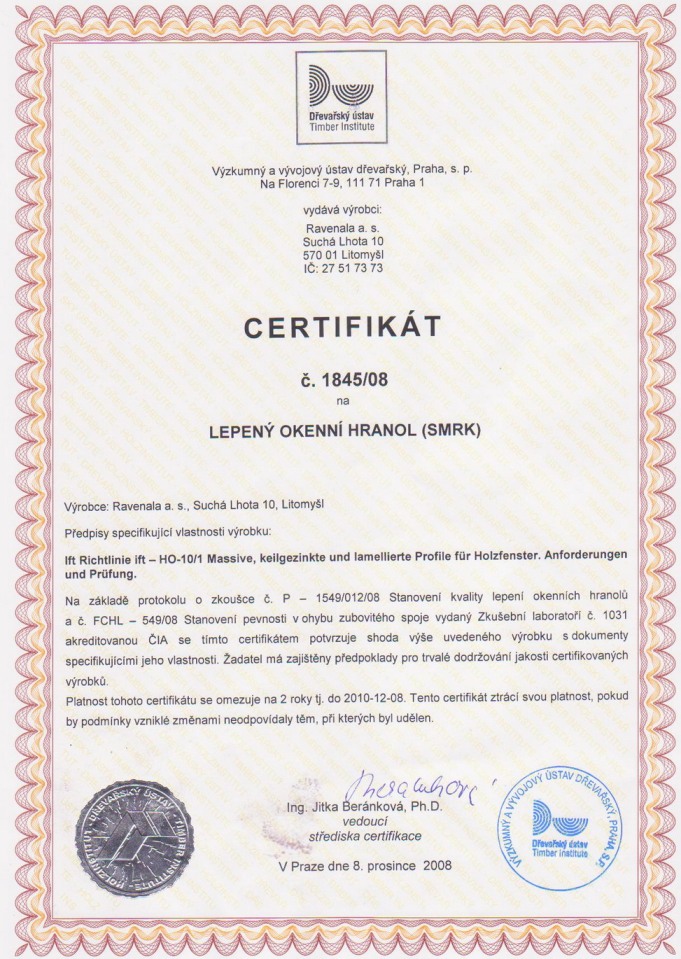 Dřevařský ústav
Timber Institute
Výzkumný a vývojový ústav dřevařský, Praha, s. p.
Na Florenci 7-9, 111 71 Praha 1
vydává výrobci:
Ravenala a. s.
Suchá Lhota 10
570 01 Litomyšl
IČ: 27 51 73 73
CERTIFIKÁT
č. 1845/08
na
LEPENÝ OKENNÍ HRANOL (SMRK)
Výrobce: Ravenala a. s., Suchá Lhota 10, Litomyšl
Předpisy specifikující vlastnosti výrobku:
Ift Richtlinie ift – HO-10/1 Massive, keilgezinkte und lamellierte Profile für Holzfenster. Anforderungen
und Prüfung.
Na základě protokolu o zkoušce č. P – 1549/012/08 Stanovení kvality lepení okenních hranolů
a č. FCHL – 549/08 Stanovení pevnosti v ohybu zubovitého spoje vydaný Zkušební laboratoří č. 1031
akreditovanou ČIA se tímto certifikátem potvrzuje shoda výše uvedeného výrobku s dokumenty
specifikujícími jeho vlastnosti. Žadatel má zajištěny předpoklady pro trvalé dodržování jakosti certifikovaných
výrobků.
Platnost tohoto certifikátu se omezuje na 2 roky tj. do 2010-12-08. Tento certifikát ztrácí svou platnost, pokud
by podmínky vzniklé změnami neodpovídaly těm, při kterých byl udělen.
Ing. Jitka Beránková, Ph.D.
vedoucí
střediska certifikace
V Praze dne 8. prosince 2008
DŘEVAŘSKÝ ÚSTAV - TIMBER INSTITUTE - HOLZINSTITUT
VÝZKUMNÝ A VÝVOJOVÝ ÚSTAV DŘEVAŘSKÝ, PRAHA, S.P.
Dřevařský ústav
Timber Institute